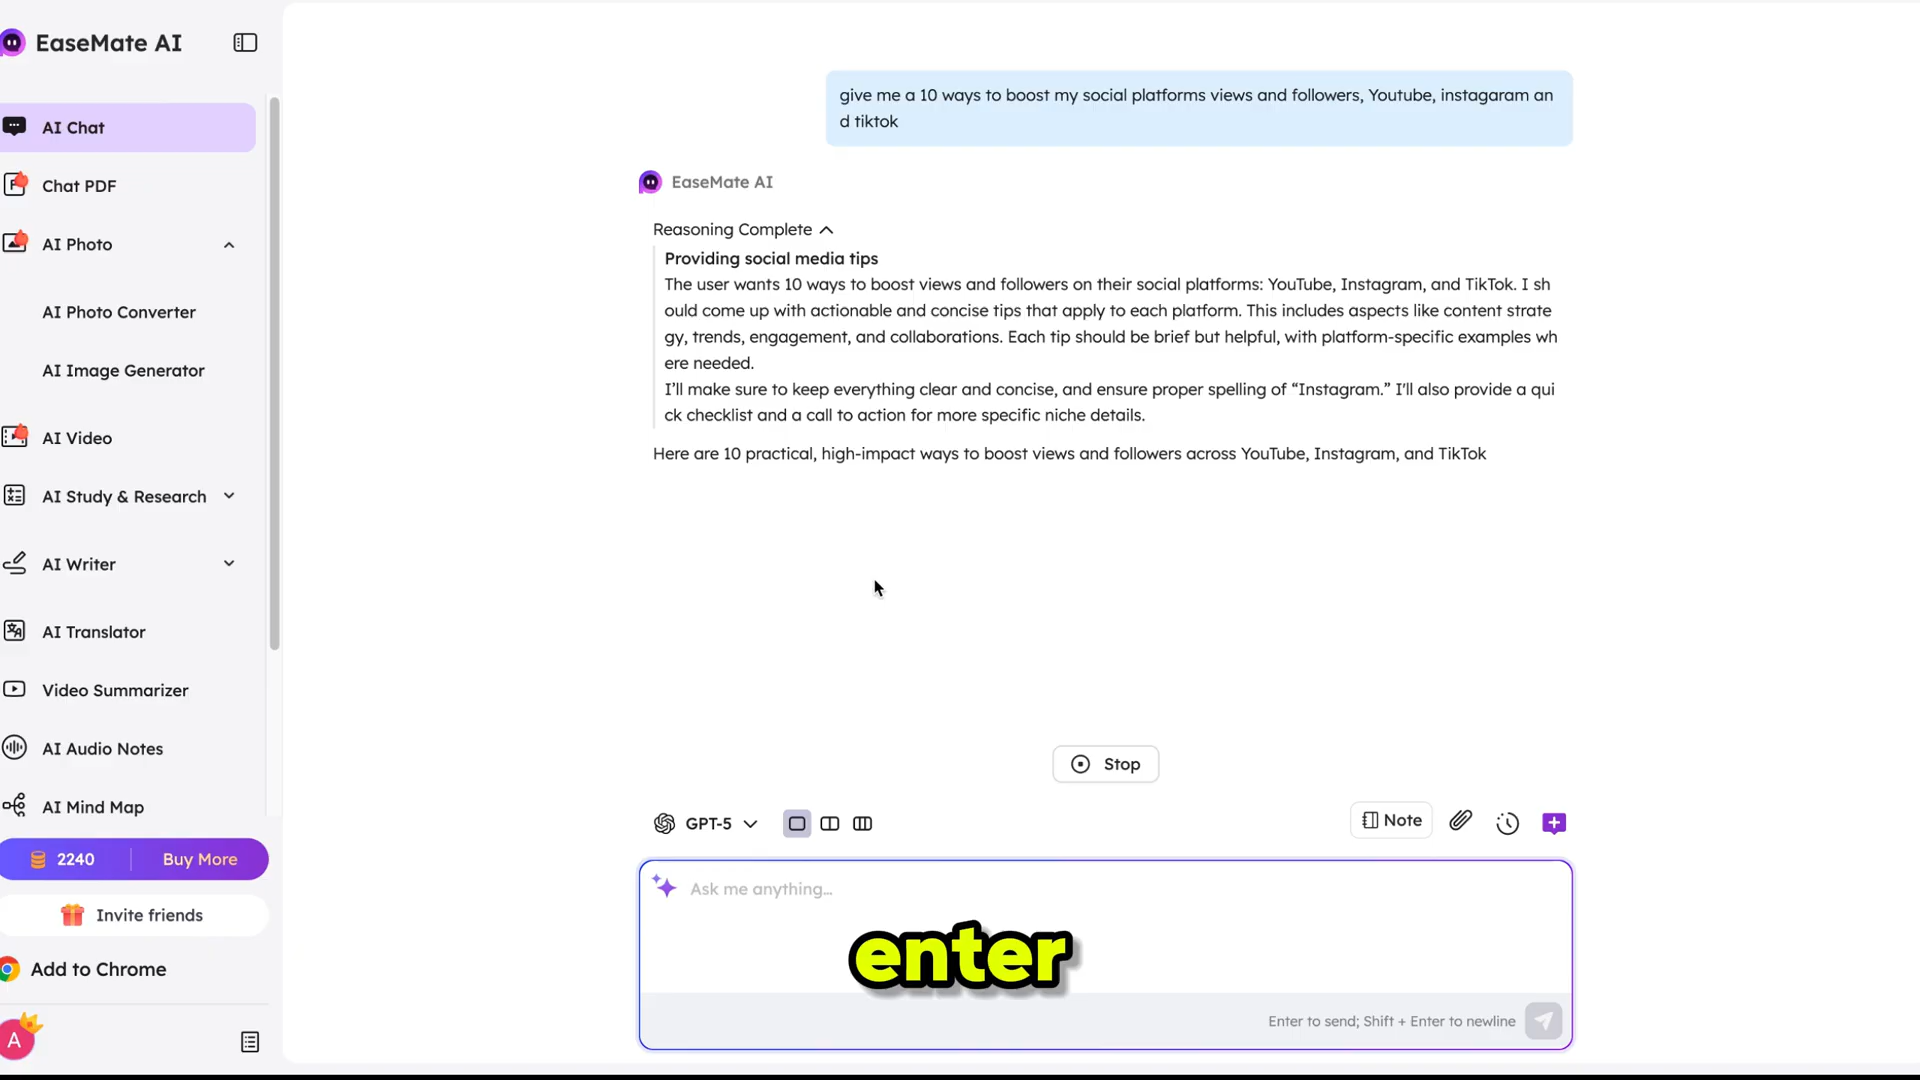 EaseMate AI
AI Chat
Chat PDF
AI Photo
AI Photo Converter
AI Image Generator
AI Video
AI Study & Research
AI Writer
AI Translator
Video Summarizer
AI Audio Notes
AI Mind Map
2240
Buy More
Invite friends
Add to Chrome
A
give me a 10 ways to boost my social platforms views and followers, Youtube, instagaram an
d tiktok
EaseMate AI
Reasoning Complete
Providing social media tips
The user wants 10 ways to boost views and followers on their social platforms: YouTube, Instagram, and TikTok. I sh
ould come up with actionable and concise tips that apply to each platform. This includes aspects like content strate
gy, trends, engagement, and collaborations. Each tip should be brief but helpful, with platform-specific examples wh
ere needed.
I’ll make sure to keep everything clear and concise, and ensure proper spelling of “Instagram.” I'll also provide a qui
ck checklist and a call to action for more specific niche details.
Here are 10 practical, high-impact ways to boost views and followers across YouTube, Instagram, and TikTok
Stop
GPT-5
Note
Ask me anything...
enter
Enter to send; Shift + Enter to newline